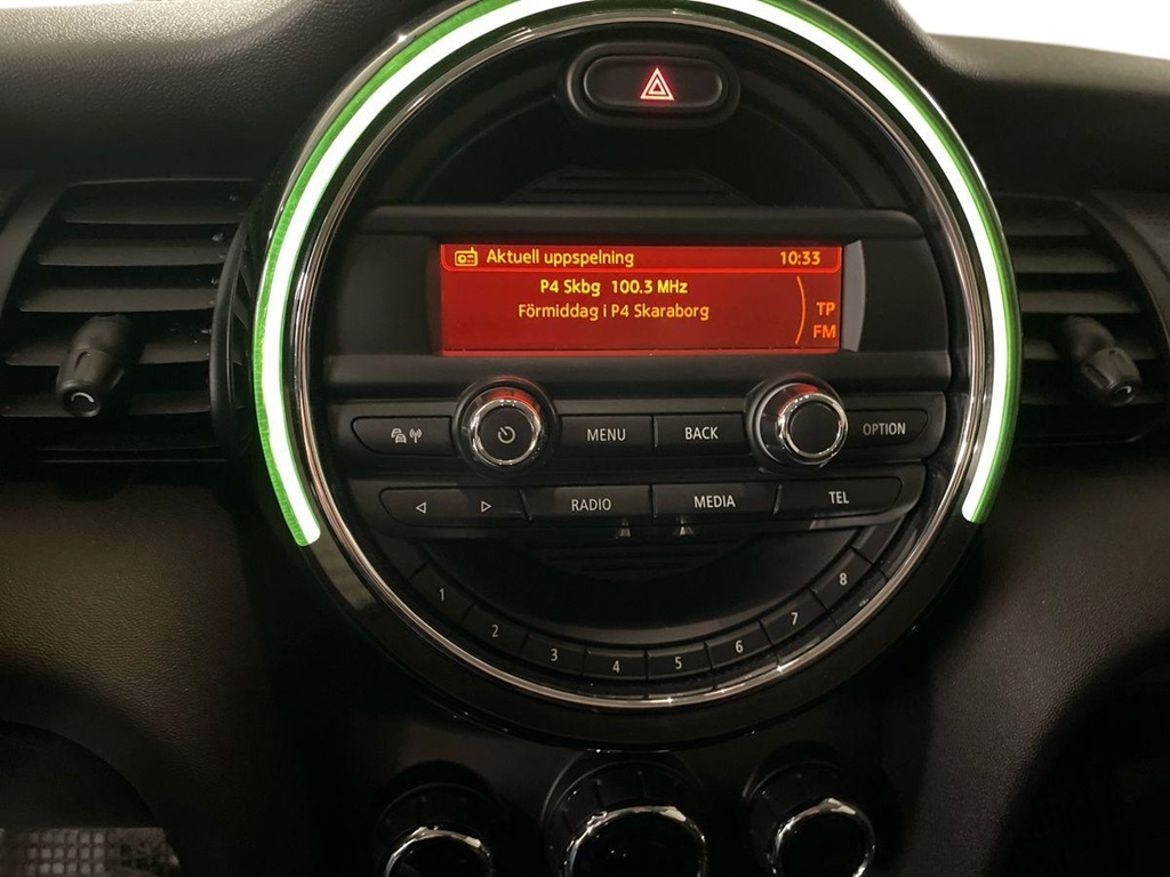 Aktuell uppspelning 10:33
P4 Skbg 100.3 MHz
Förmiddag i P4 Skaraborg
TP
FM
MENU BACK OPTION
RADIO MEDIA TEL
1 2 3 4 5 6 7 8